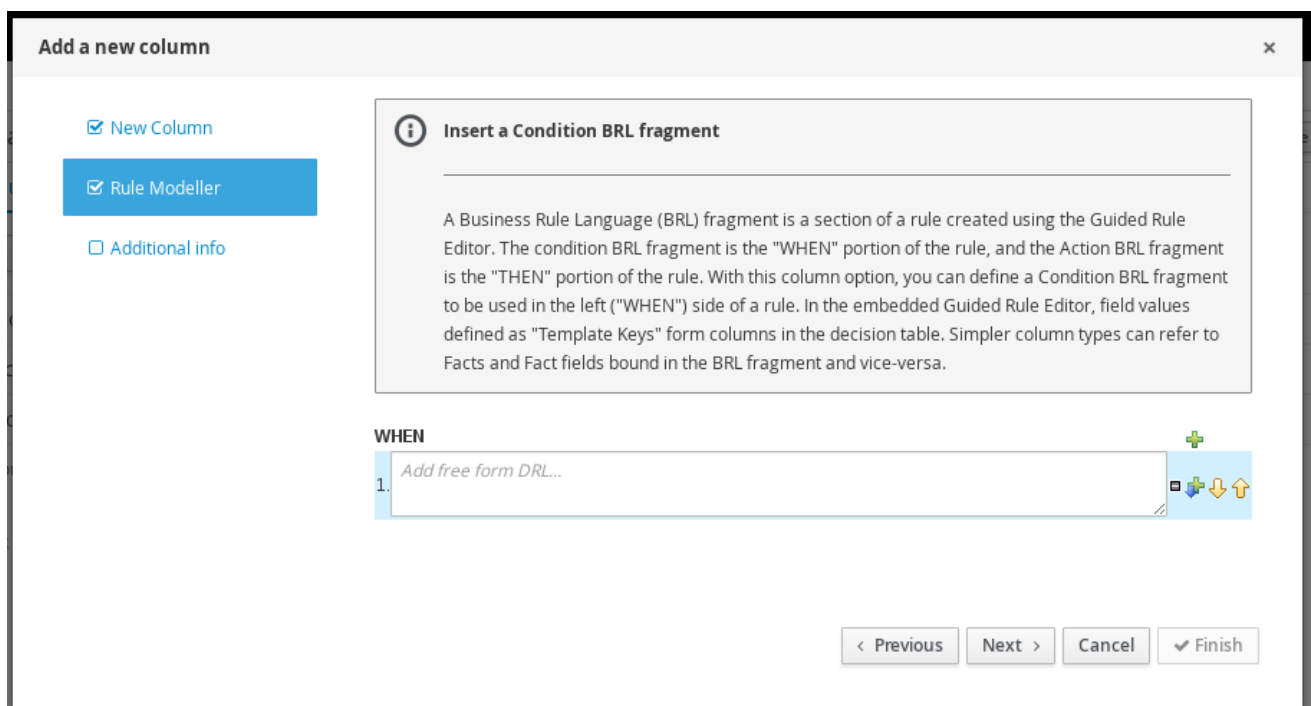 Add a new column
×
New Column
Rule Modeller
Additional info
Insert a Condition BRL fragment
A Business Rule Language (BRL) fragment is a section of a rule created using the Guided Rule
Editor. The condition BRL fragment is the "WHEN" portion of the rule, and the Action BRL fragment
is the "THEN" portion of the rule. With this column option, you can define a Condition BRL fragment
to be used in the left ("WHEN") side of a rule. In the embedded Guided Rule Editor, field values
defined as "Template Keys" form columns in the decision table. Simpler column types can refer to
Facts and Fact fields bound in the BRL fragment and vice-versa.
WHEN
1. Add free form DRL...
< Previous Next > Cancel Finish